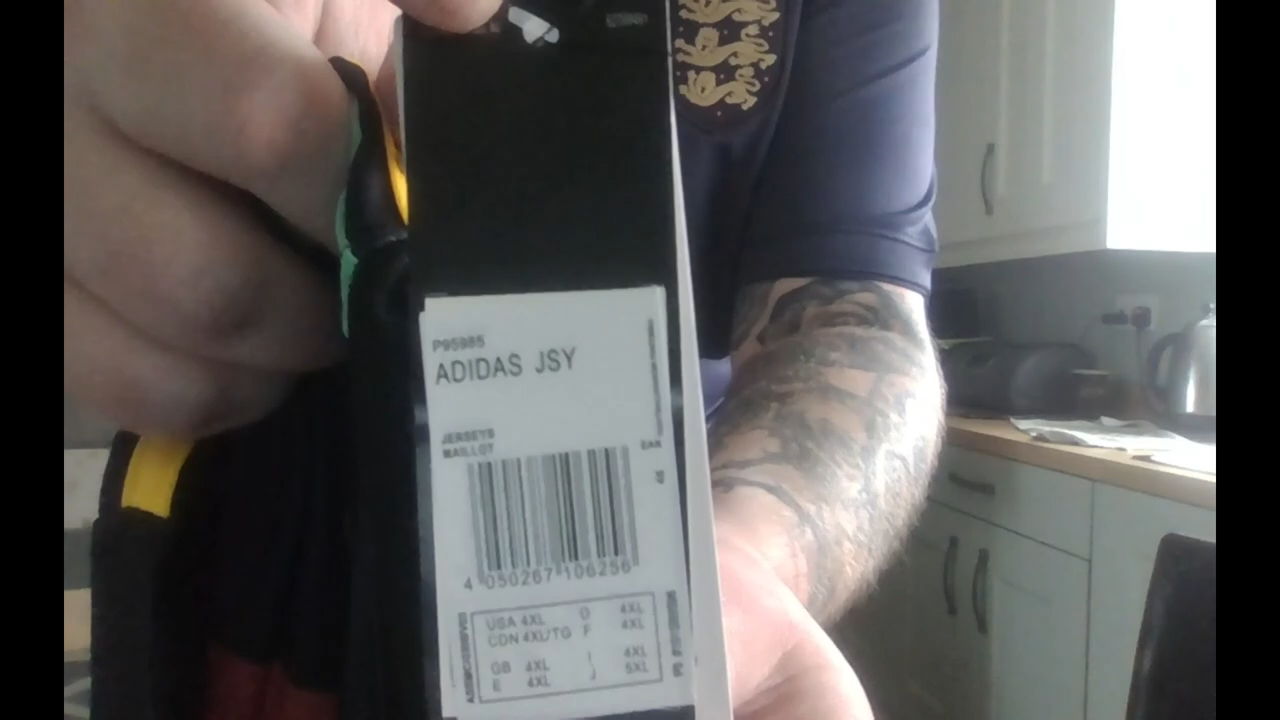 P95985
ADIDAS JSY
JERSEYS
MAILLOT
EAN
4 050267 106256
USA 4XL D 4XL
CDN 4XL/TG F 4XL
I 4XL
GB 4XL J 5XL
E 4XL